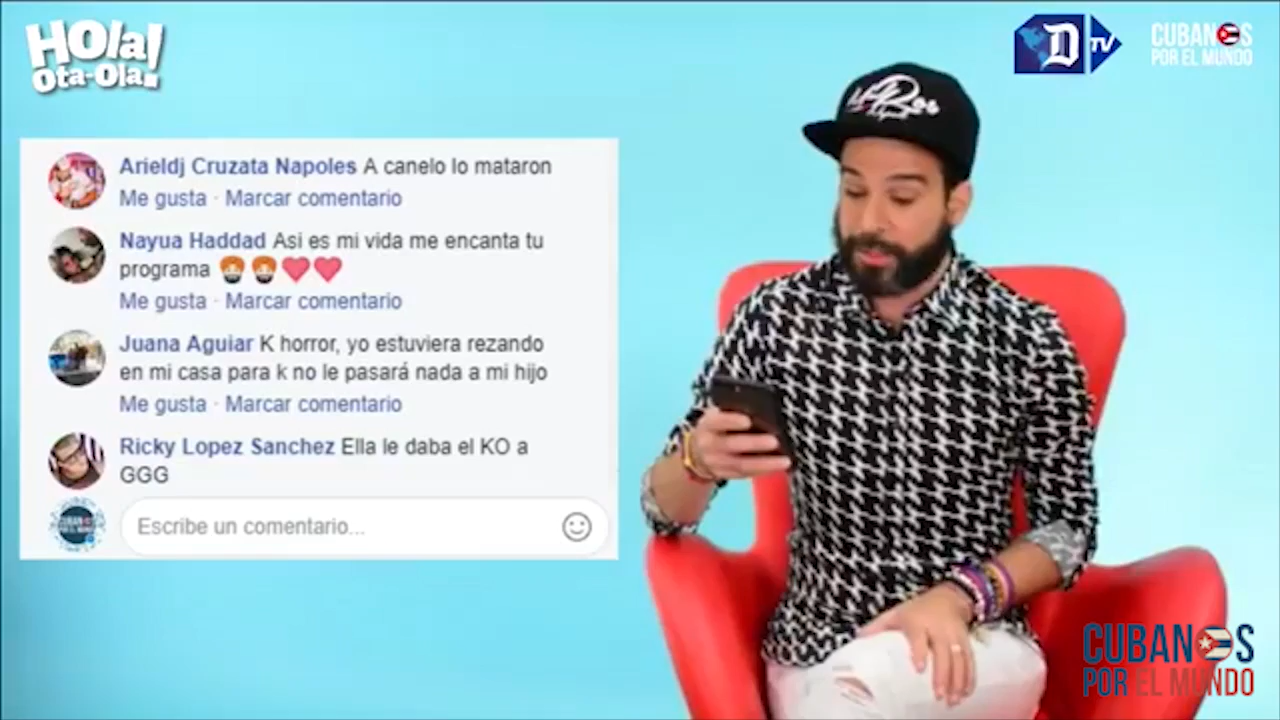 Hola!
Ota-Ola!
D TV
CUBANOS
POR EL MUNDO
Arieldj Cruzata Napoles A canelo lo mataron
Me gusta · Marcar comentario
Nayua Haddad Asi es mi vida me encanta tu
programa
Me gusta · Marcar comentario
Juana Aguiar K horror, yo estuviera rezando
en mi casa para k no le pasará nada a mi hijo
Me gusta · Marcar comentario
Ricky Lopez Sanchez Ella le daba el KO a
GGG
Escribe un comentario...
CUBANOS
POR EL MUNDO